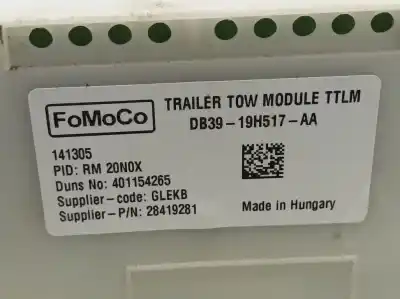 FoMoCo
TRAILER TOW MODULE TTLM
DB39-19H517-AA
141305
PID: RM 20N0X
Duns No: 401154265
Supplier-code: GLEKB
Supplier-P/N: 28419281
Made in Hungary